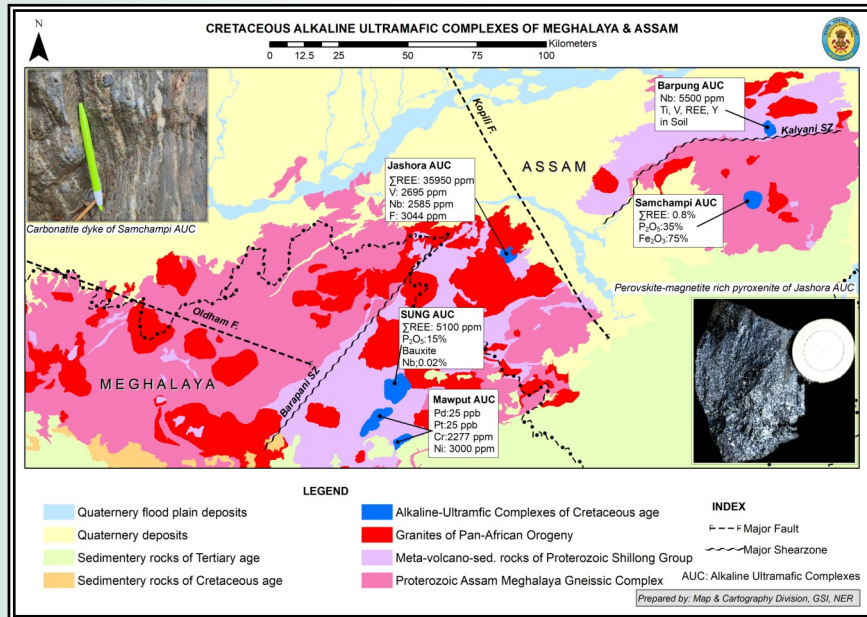 CRETACEOUS ALKALINE ULTRAMAFIC COMPLEXES OF MEGHALAYA & ASSAM
N
Kilometers
0 12.5 25 50 75 100
Carbonatite dyke of Samchampi AUC
Kopili F.
ASSAM
Barpung AUC
Nb: 5500 ppm
Ti, V, REE, Y
in Soil
Kalyani SZ
Jashora AUC
∑REE: 35950 ppm
V: 2695 ppm
Nb: 2585 ppm
F: 3044 ppm
Samchampi AUC
∑REE: 0.8%
P₂O₅:35%
Fe₂O₃:75%
Perovskite-magnetite rich pyroxenite of Jashora AUC
Oldham F.
MEGHALAYA
Barapani SZ
SUNG AUC
∑REE: 5100 ppm
P₂O₅:15%
Bauxite
Nb;0.02%
Mawput AUC
Pd:25 ppb
Pt:25 ppb
Cr:2277 ppm
Ni: 3000 ppm
LEGEND
Quaternery flood plain deposits
Quaternery deposits
Sedimentery rocks of Tertiary age
Sedimentery rocks of Cretaceous age
Alkaline-Ultramfic Complexes of Cretaceous age
Granites of Pan-African Orogeny
Meta-volcano-sed. rocks of Proterozoic Shillong Group
Proterozoic Assam Meghalaya Gneissic Complex
INDEX
F Major Fault
Major Shearzone
AUC: Alkaline Ultramafic Complexes
Prepared by: Map & Cartography Division, GSI, NER